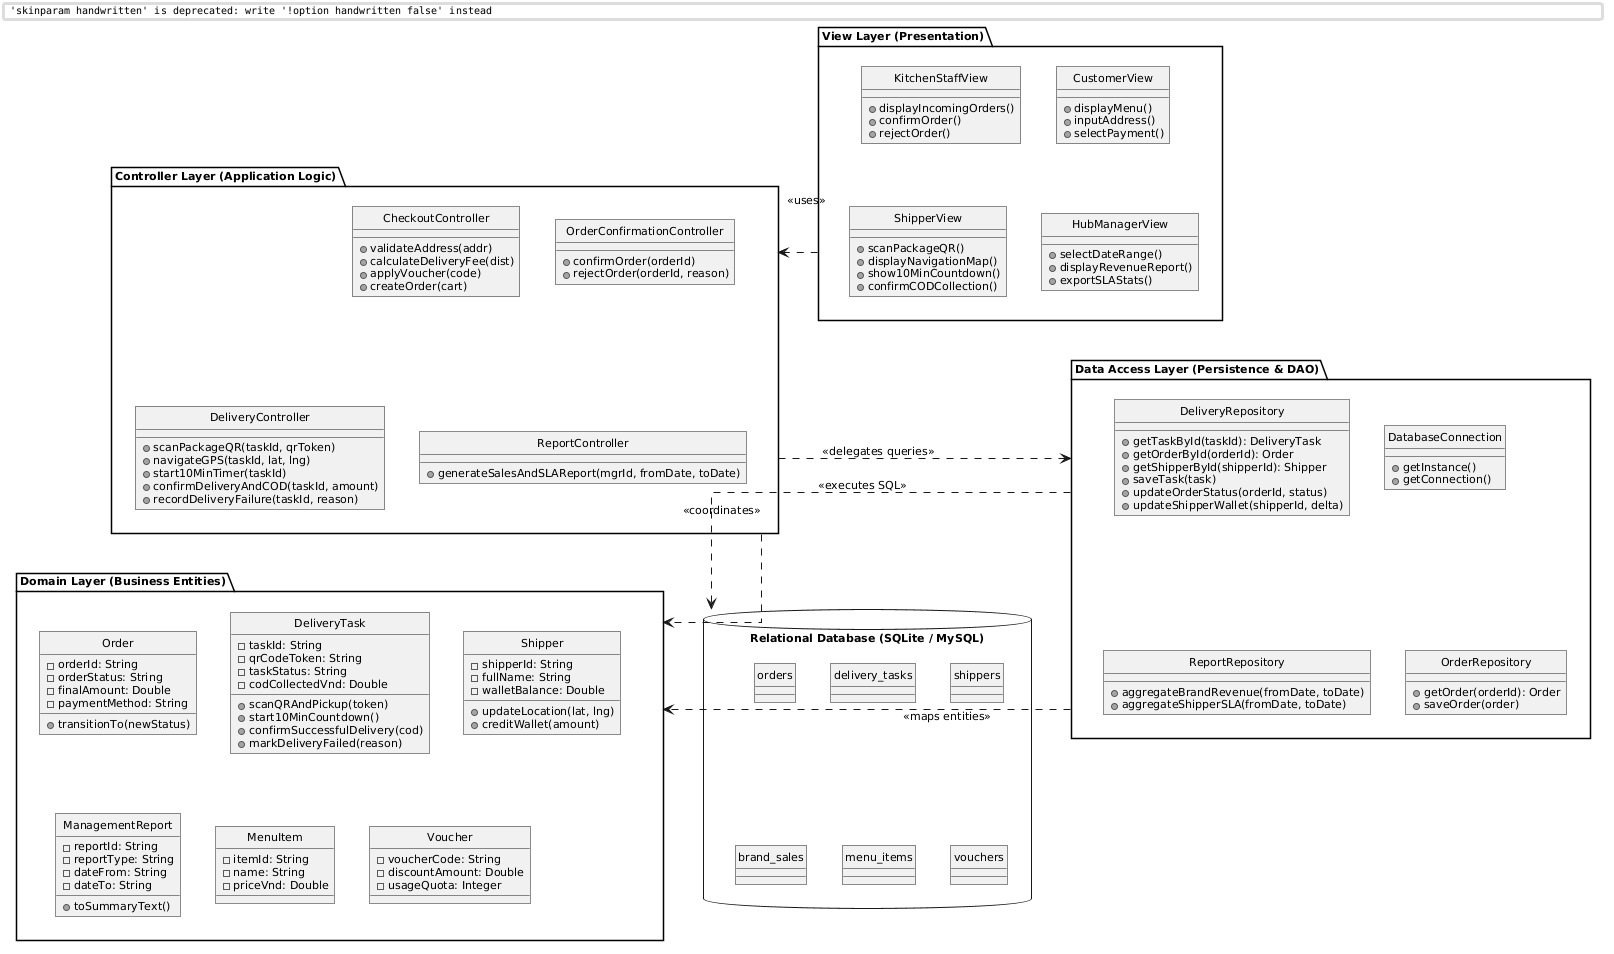 'skinparam handwritten' is deprecated: write '!option handwritten false' instead
View Layer (Presentation)
KitchenStaffView
displayIncomingOrders()
confirmOrder()
rejectOrder()
CustomerView
displayMenu()
inputAddress()
selectPayment()
ShipperView
scanPackageQR()
displayNavigationMap()
show10MinCountdown()
confirmCODCollection()
HubManagerView
selectDateRange()
displayRevenueReport()
exportSLAStats()
«uses»
Controller Layer (Application Logic)
CheckoutController
validateAddress(addr)
calculateDeliveryFee(dist)
applyVoucher(code)
createOrder(cart)
OrderConfirmationController
confirmOrder(orderId)
rejectOrder(orderId, reason)
DeliveryController
scanPackageQR(taskId, qrToken)
navigateGPS(taskId, lat, lng)
start10MinTimer(taskId)
confirmDeliveryAndCOD(taskId, amount)
recordDeliveryFailure(taskId, reason)
ReportController
generateSalesAndSLAReport(mgrId, fromDate, toDate)
«delegates queries»
«executes SQL»
«coordinates»
Data Access Layer (Persistence & DAO)
DeliveryRepository
getTaskById(taskId): DeliveryTask
getOrderById(orderId): Order
getShipperById(shipperId): Shipper
saveTask(task)
updateOrderStatus(orderId, status)
updateShipperWallet(shipperId, delta)
DatabaseConnection
getInstance()
getConnection()
ReportRepository
aggregateBrandRevenue(fromDate, toDate)
aggregateShipperSLA(fromDate, toDate)
OrderRepository
getOrder(orderId): Order
saveOrder(order)
Domain Layer (Business Entities)
Order
orderId: String
orderStatus: String
finalAmount: Double
paymentMethod: String
transitionTo(newStatus)
DeliveryTask
taskId: String
qrCodeToken: String
taskStatus: String
codCollectedVnd: Double
scanQRAndPickup(token)
start10MinCountdown()
confirmSuccessfulDelivery(cod)
markDeliveryFailed(reason)
Shipper
shipperId: String
fullName: String
walletBalance: Double
updateLocation(lat, lng)
creditWallet(amount)
ManagementReport
reportId: String
reportType: String
dateFrom: String
dateTo: String
toSummaryText()
MenuItem
itemId: String
name: String
priceVnd: Double
Voucher
voucherCode: String
discountAmount: Double
usageQuota: Integer
Relational Database (SQLite / MySQL)
orders
delivery_tasks
shippers
«maps entities»
brand_sales
menu_items
vouchers